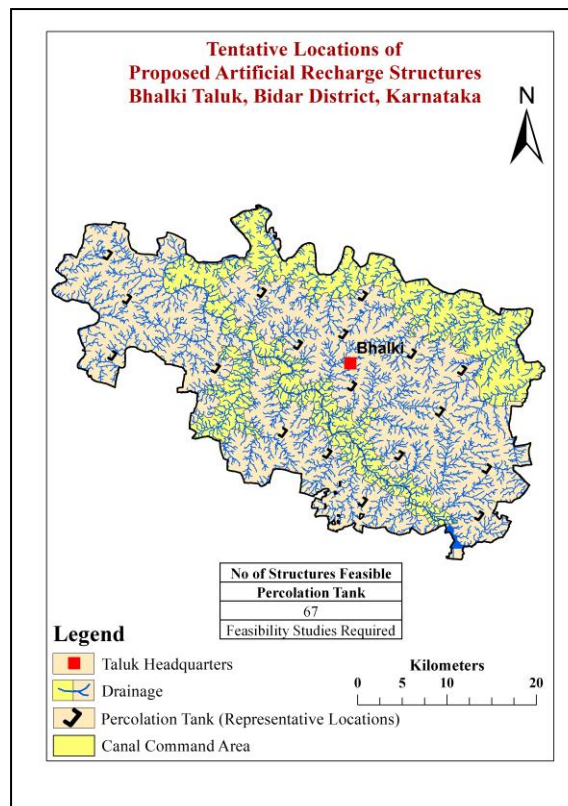 Tentative Locations of
Proposed Artificial Recharge Structures
Bhalki Taluk, Bidar District, Karnataka
N
Bhalki
No of Structures Feasible
Percolation Tank
67
Feasibility Studies Required
Legend
Taluk Headquarters
Drainage
Percolation Tank (Representative Locations)
Canal Command Area
Kilometers
0 5 10 20